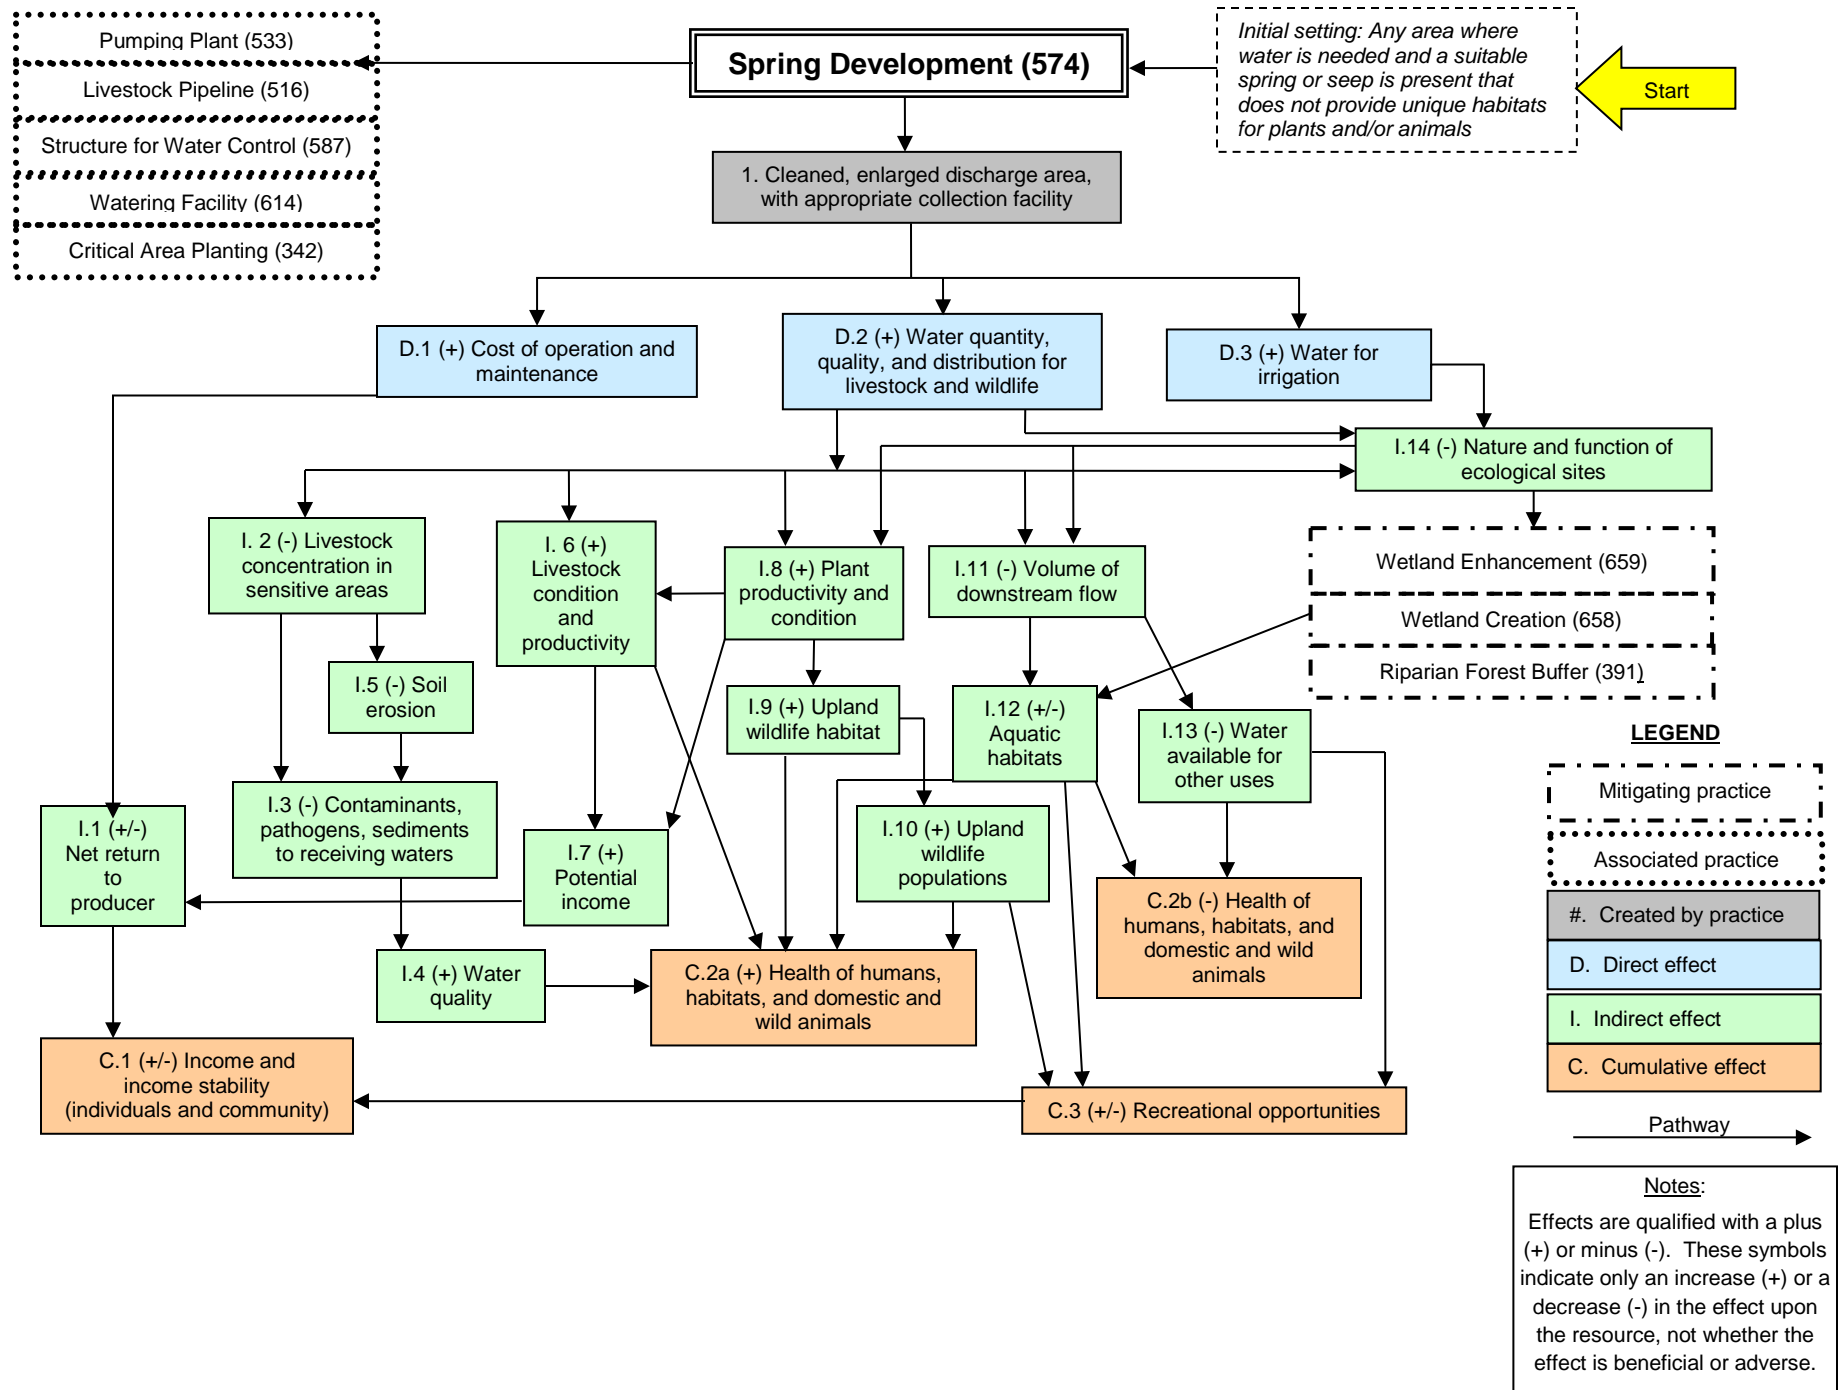 Pumping Plant (533)
Livestock Pipeline (516)
Structure for Water Control (587)
Watering Facility (614)
Critical Area Planting (342)
Spring Development (574)
Initial setting: Any area where
water is needed and a suitable
spring or seep is present that
does not provide unique habitats
for plants and/or animals
Start
1. Cleaned, enlarged discharge area,
with appropriate collection facility
D.1 (+) Cost of operation and
maintenance
D.2 (+) Water quantity,
quality, and distribution for
livestock and wildlife
D.3 (+) Water for
irrigation
I.14 (-) Nature and function of
ecological sites
I. 2 (-) Livestock
concentration in
sensitive areas
I. 6 (+)
Livestock
condition
and
productivity
I.8 (+) Plant
productivity and
condition
I.11 (-) Volume of
downstream flow
Wetland Enhancement (659)
Wetland Creation (658)
Riparian Forest Buffer (391)
I.5 (-) Soil
erosion
I.9 (+) Upland
wildlife habitat
I.12 (+/-)
Aquatic
habitats
I.13 (-) Water
available for
other uses
I.1 (+/-)
Net return
to
producer
I.3 (-) Contaminants,
pathogens, sediments
to receiving waters
I.7 (+)
Potential
income
I.10 (+) Upland
wildlife
populations
C.2b (-) Health of
humans, habitats, and
domestic and wild
animals
I.4 (+) Water
quality
C.2a (+) Health of humans,
habitats, and domestic and
wild animals
C.1 (+/-) Income and
income stability
(individuals and community)
C.3 (+/-) Recreational opportunities
LEGEND
Mitigating practice
Associated practice
#. Created by practice
D. Direct effect
I. Indirect effect
C. Cumulative effect
Pathway
Notes:
Effects are qualified with a plus
(+) or minus (-). These symbols
indicate only an increase (+) or a
decrease (-) in the effect upon
the resource, not whether the
effect is beneficial or adverse.